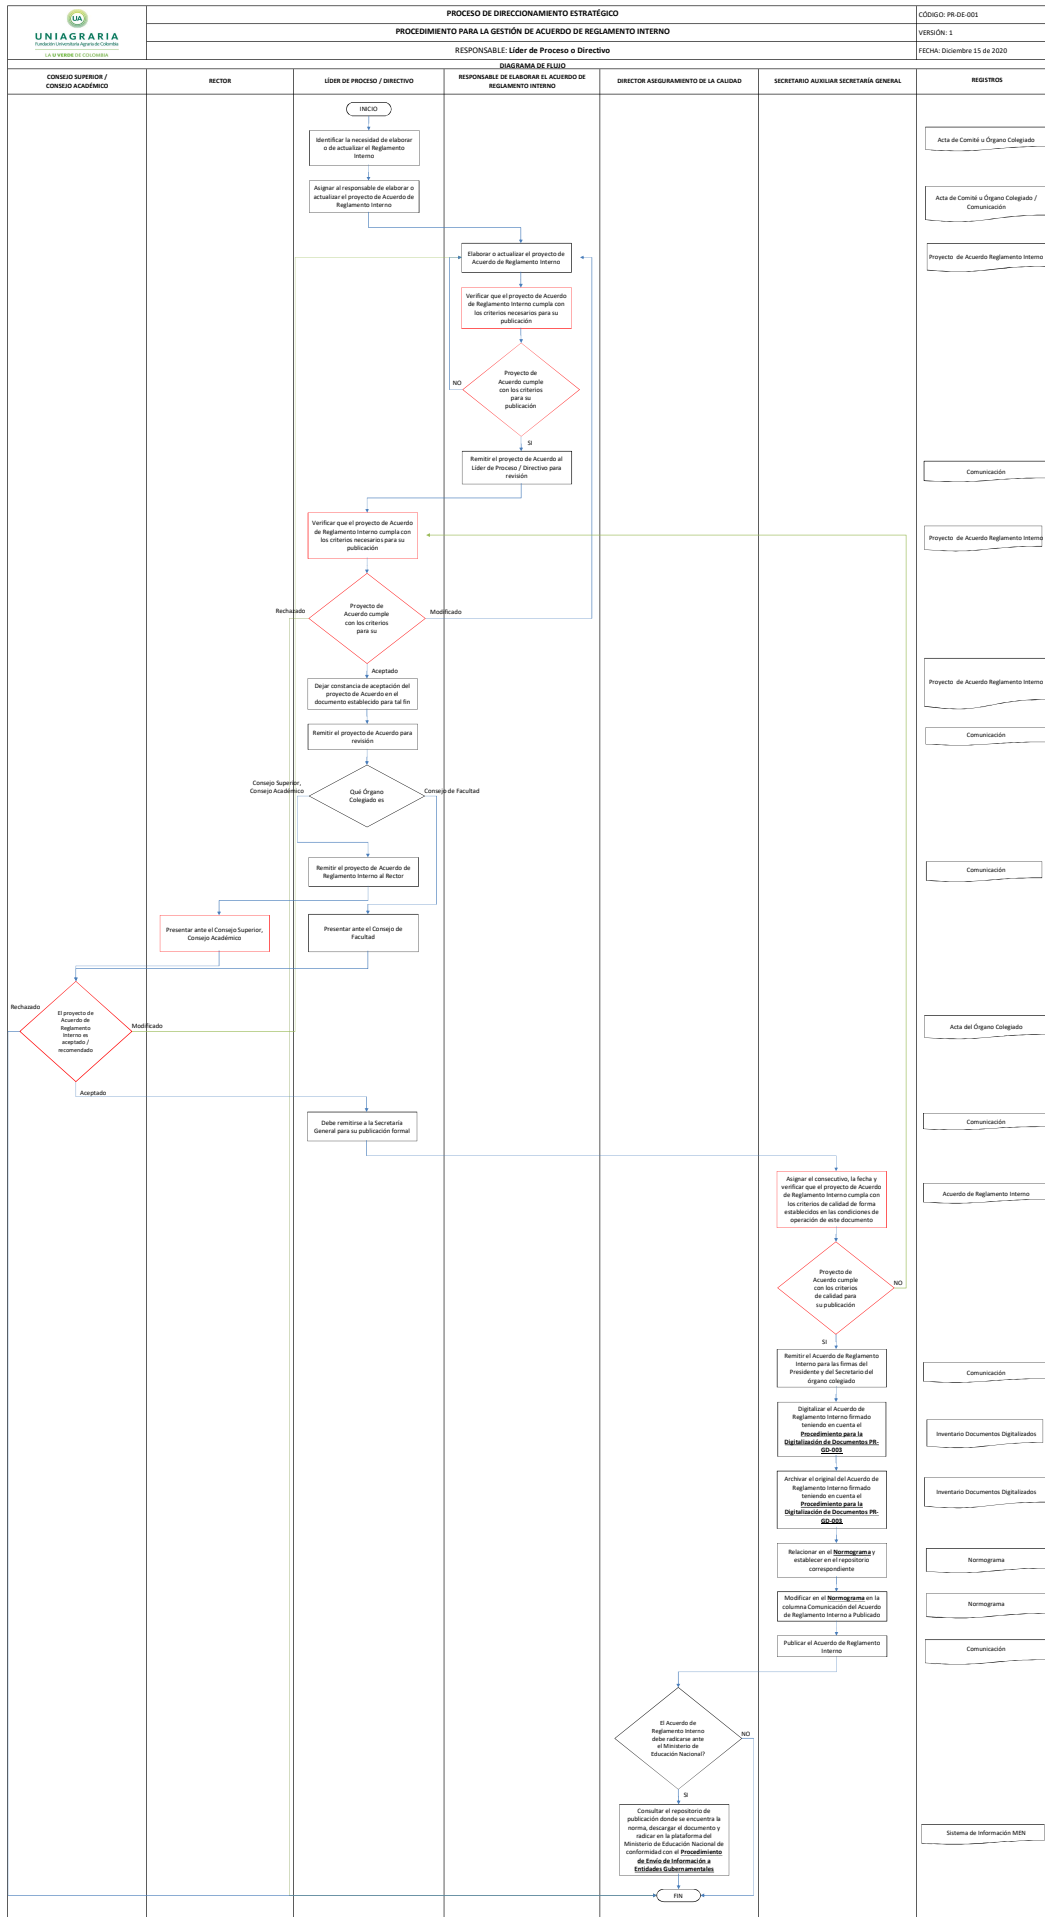 UA
UNIAGRARIA
Fundación Universitaria Agraria de Colombia
LA U VERDE DE COLOMBIA
PROCESO DE DIRECCIONAMIENTO ESTRATÉGICO
PROCEDIMIENTO PARA LA GESTIÓN DE ACUERDO DE REGLAMENTO INTERNO
RESPONSABLE: Líder de Proceso o Directivo
CÓDIGO: PR-DE-001
VERSIÓN: 1
FECHA: Diciembre 15 de 2020
DIAGRAMA DE FLUJO
CONSEJO SUPERIOR /
CONSEJO ACADÉMICO
RECTOR
LÍDER DE PROCESO / DIRECTIVO
RESPONSABLE DE ELABORAR EL ACUERDO DE
REGLAMENTO INTERNO
DIRECTOR ASEGURAMIENTO DE LA CALIDAD
SECRETARIO AUXILIAR SECRETARÍA GENERAL
REGISTROS
INICIO
Identificar la necesidad de elaborar
o de actualizar el Reglamento
Interno
Acta de Comité u Órgano Colegiado
Asignar al responsable de elaborar o
actualizar el proyecto de Acuerdo de
Reglamento Interno
Acta de Comité u Órgano Colegiado /
Comunicación
Elaborar o actualizar el proyecto de
Acuerdo de Reglamento Interno
Proyecto de Acuerdo Reglamento Interno
Verificar que el proyecto de Acuerdo
de Reglamento Interno cumpla con
los criterios necesarios para su
publicación
Proyecto de
Acuerdo cumple
con los criterios
para su
publicación
NO
SI
Remitir el proyecto de Acuerdo al
Líder de Proceso / Directivo para
revisión
Comunicación
Verificar que el proyecto de Acuerdo
de Reglamento Interno cumpla con
los criterios necesarios para su
publicación
Proyecto de Acuerdo Reglamento Interno
Rechazado
Proyecto de
Acuerdo cumple
con los criterios
para su
Modificado
Aceptado
Dejar constancia de aceptación del
proyecto de Acuerdo en el
documento establecido para tal fin
Proyecto de Acuerdo Reglamento Interno
Remitir el proyecto de Acuerdo para
revisión
Comunicación
Consejo Superior,
Consejo Académico
Qué Órgano
Colegiado es
Consejo de Facultad
Remitir el proyecto de Acuerdo de
Reglamento Interno al Rector
Comunicación
Presentar ante el Consejo Superior,
Consejo Académico
Presentar ante el Consejo de
Facultad
Rechazado
El proyecto de
Acuerdo de
Reglamento
Interno es
aceptado /
recomendado
Modificado
Acta del Órgano Colegiado
Aceptado
Debe remitirse a la Secretaría
General para su publicación formal
Comunicación
Asignar el consecutivo, la fecha y
verificar que el proyecto de Acuerdo
de Reglamento Interno cumpla con
los criterios de calidad de forma
establecidos en las condiciones de
operación de este documento
Acuerdo de Reglamento Interno
Proyecto de
Acuerdo cumple
con los criterios
de calidad para
su publicación
NO
SI
Remitir el Acuerdo de Reglamento
Interno para las firmas del
Presidente y del Secretario del
órgano colegiado
Comunicación
Digitalizar el Acuerdo de
Reglamento Interno firmado
teniendo en cuenta el
Procedimiento para la
Digitalización de Documentos PR-
GD-003
Inventario Documentos Digitalizados
Archivar el original del Acuerdo de
Reglamento Interno firmado
teniendo en cuenta el
Procedimiento para la
Digitalización de Documentos PR-
GD-003
Inventario Documentos Digitalizados
Relacionar en el Normograma y
establecer en el repositorio
correspondiente
Normograma
Modificar en el Normograma en la
columna Comunicación del Acuerdo
de Reglamento Interno a Publicado
Normograma
Publicar el Acuerdo de Reglamento
Interno
Comunicación
El Acuerdo de
Reglamento Interno
debe radicarse ante
el Ministerio de
Educación Nacional?
NO
SI
Consultar el repositorio de
publicación donde se encuentra la
norma, descargar el documento y
radicar en la plataforma del
Ministerio de Educación Nacional de
conformidad con el Procedimiento
de Envío de Información a
Entidades Gubernamentales
Sistema de Información MEN
FIN